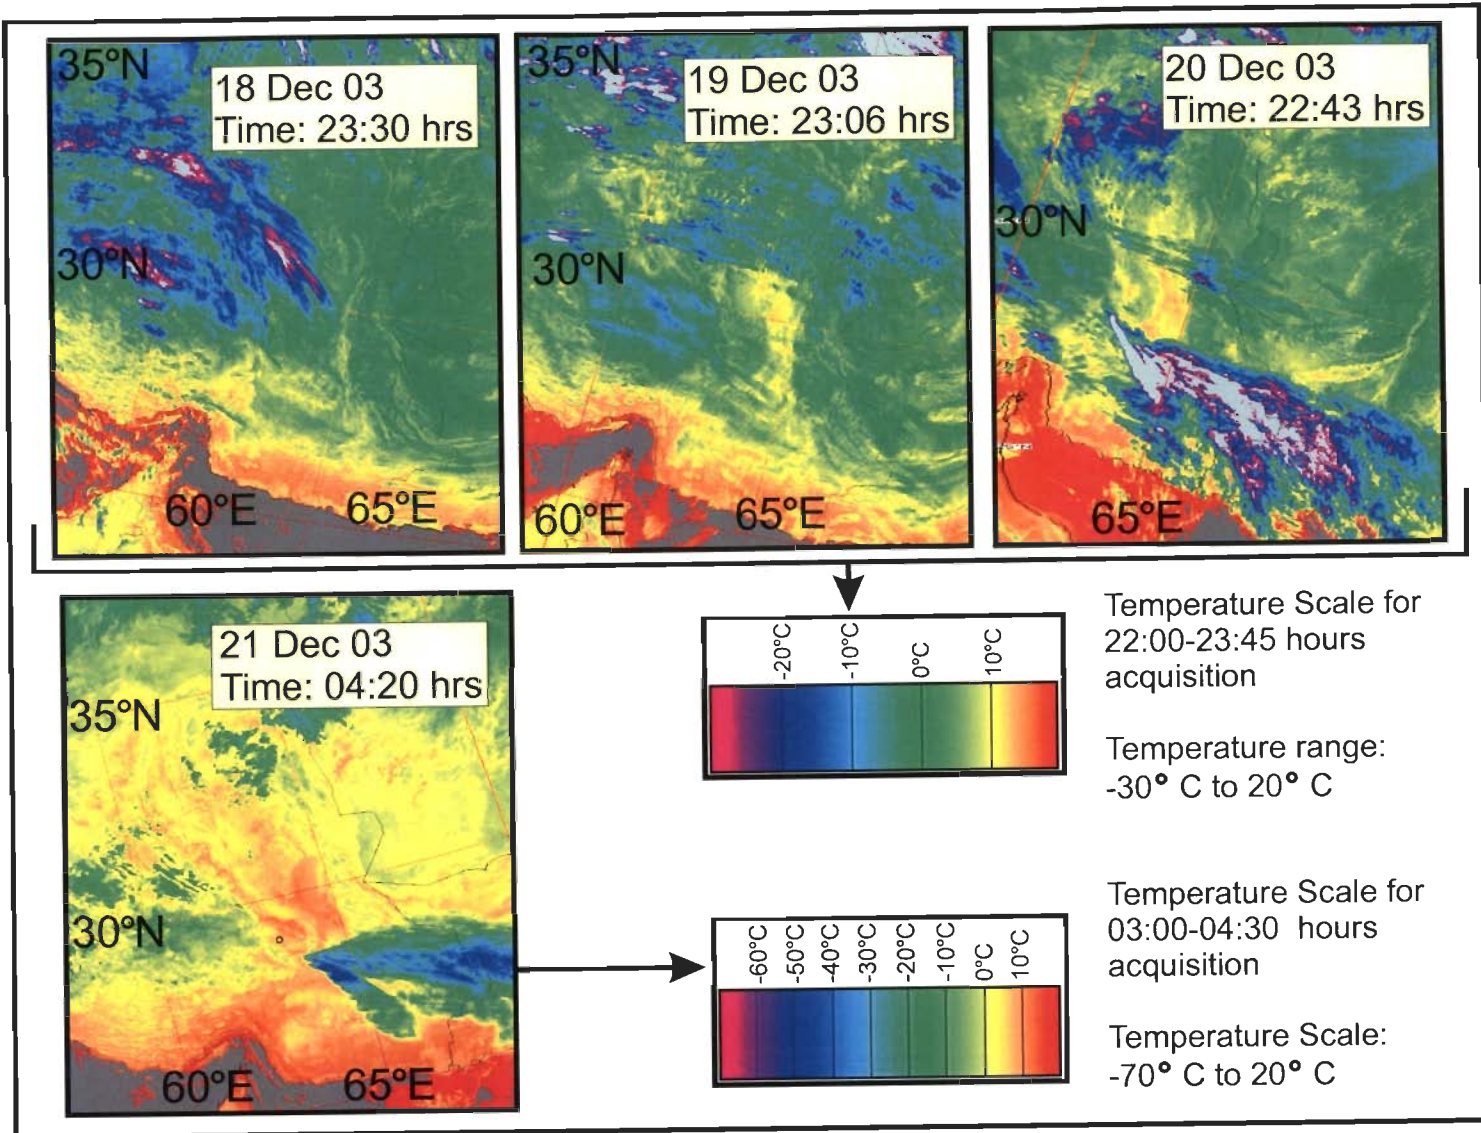 35°N
18 Dec 03
Time: 23:30 hrs
30°N
60°E
65°E
35°N
19 Dec 03
Time: 23:06 hrs
30°N
60°E
65°E
20 Dec 03
Time: 22:43 hrs
30°N
65°E
21 Dec 03
Time: 04:20 hrs
35°N
30°N
60°E
65°E
-20°C
-10°C
0°C
10°C
Temperature Scale for
22:00-23:45 hours
acquisition
Temperature range:
-30° C to 20° C
-60°C
-50°C
-40°C
-30°C
-20°C
-10°C
0°C
10°C
Temperature Scale for
03:00-04:30 hours
acquisition
Temperature Scale:
-70° C to 20° C